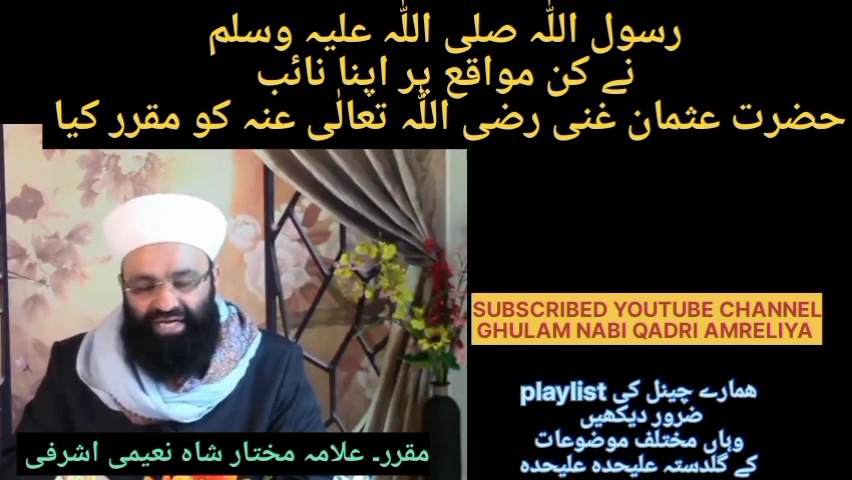 رسول اللہ صلی اللہ علیہ وسلم
نے کن مواقع پر اپنا نائب
حضرت عثمان غنی رضی اللہ تعالٰی عنہ کو مقرر کیا
SUBSCRIBED YOUTUBE CHANNEL
GHULAM NABI QADRI AMRELIYA
ھمارے چینل کی playlist
ضرور دیکھیں
وہاں مختلف موضوعات
کے گلدستہ علیحدہ علیحدہ
مقرر۔ علامہ مختار شاہ نعیمی اشرفی